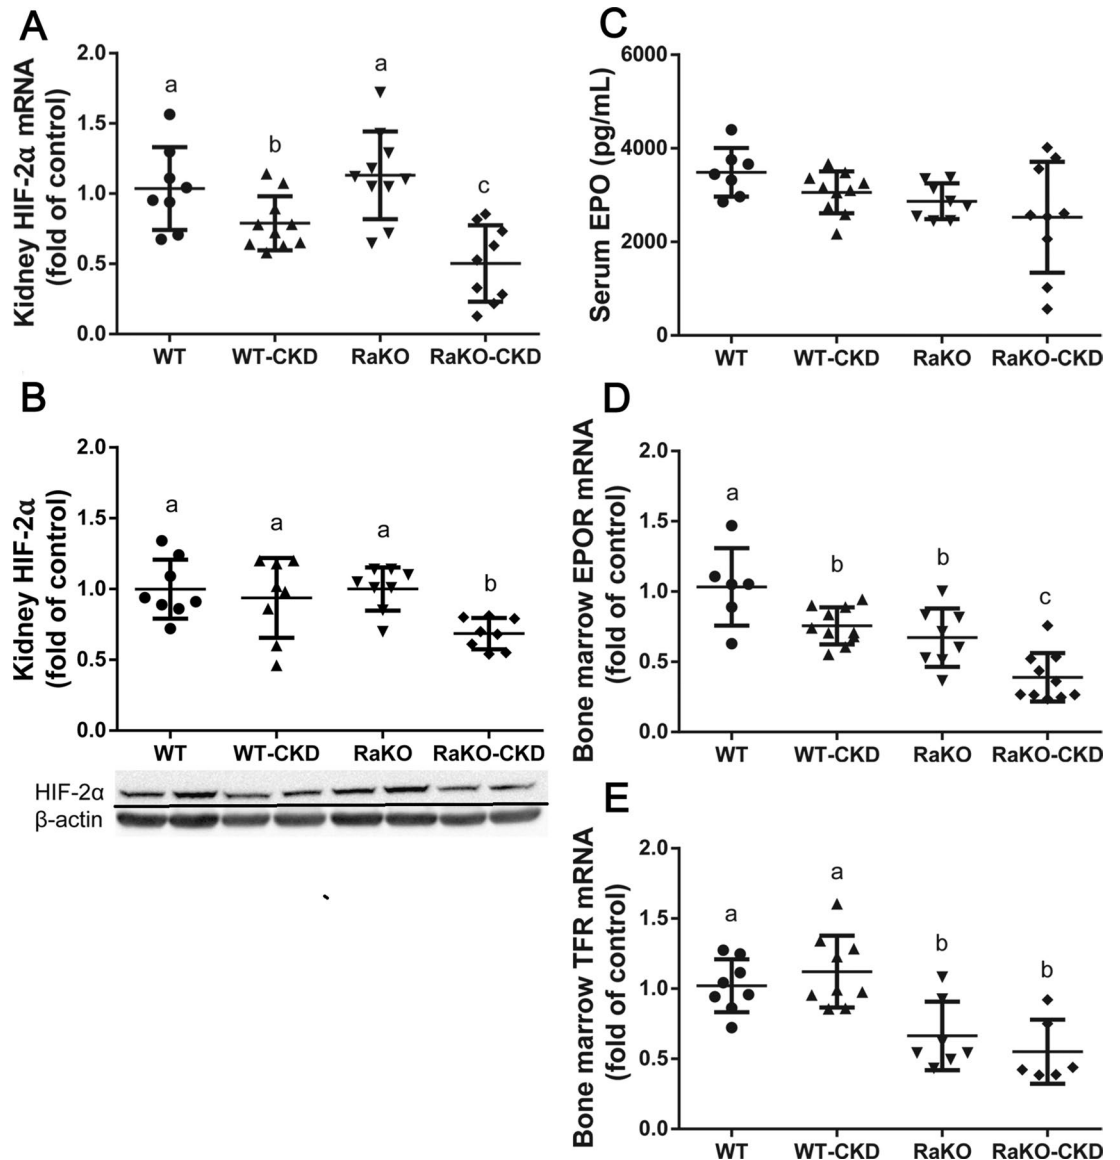 A
Kidney HIF-2α mRNA
(fold of control)
2.0
1.5
1.0
0.5
0.0
a
b
a
c
WT
WT-CKD
RaKO
RaKO-CKD
B
Kidney HIF-2α
(fold of control)
2.0
1.5
1.0
0.5
0.0
a
a
a
b
WT
WT-CKD
RaKO
RaKO-CKD
HIF-2α
β-actin
C
Serum EPO (pg/mL)
6000
4000
2000
0
WT
WT-CKD
RaKO
RaKO-CKD
D
Bone marrow EPOR mRNA
(fold of control)
2.0
1.5
1.0
0.5
0.0
a
b
b
c
WT
WT-CKD
RaKO
RaKO-CKD
E
Bone marrow TFR mRNA
(fold of control)
2.0
1.5
1.0
0.5
0.0
a
a
b
b
WT
WT-CKD
RaKO
RaKO-CKD